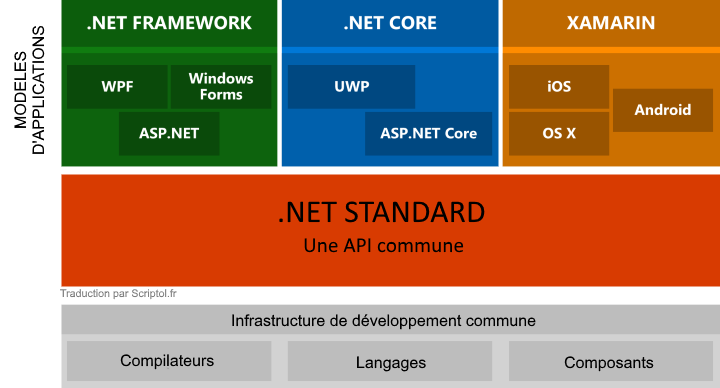 MODELES
D'APPLICATIONS
.NET FRAMEWORK
WPF
Windows
Forms
ASP.NET
.NET CORE
UWP
ASP.NET Core
XAMARIN
iOS
Android
OS X
.NET STANDARD
Une API commune
Traduction par Scriptol.fr
Infrastructure de développement commune
Compilateurs
Langages
Composants